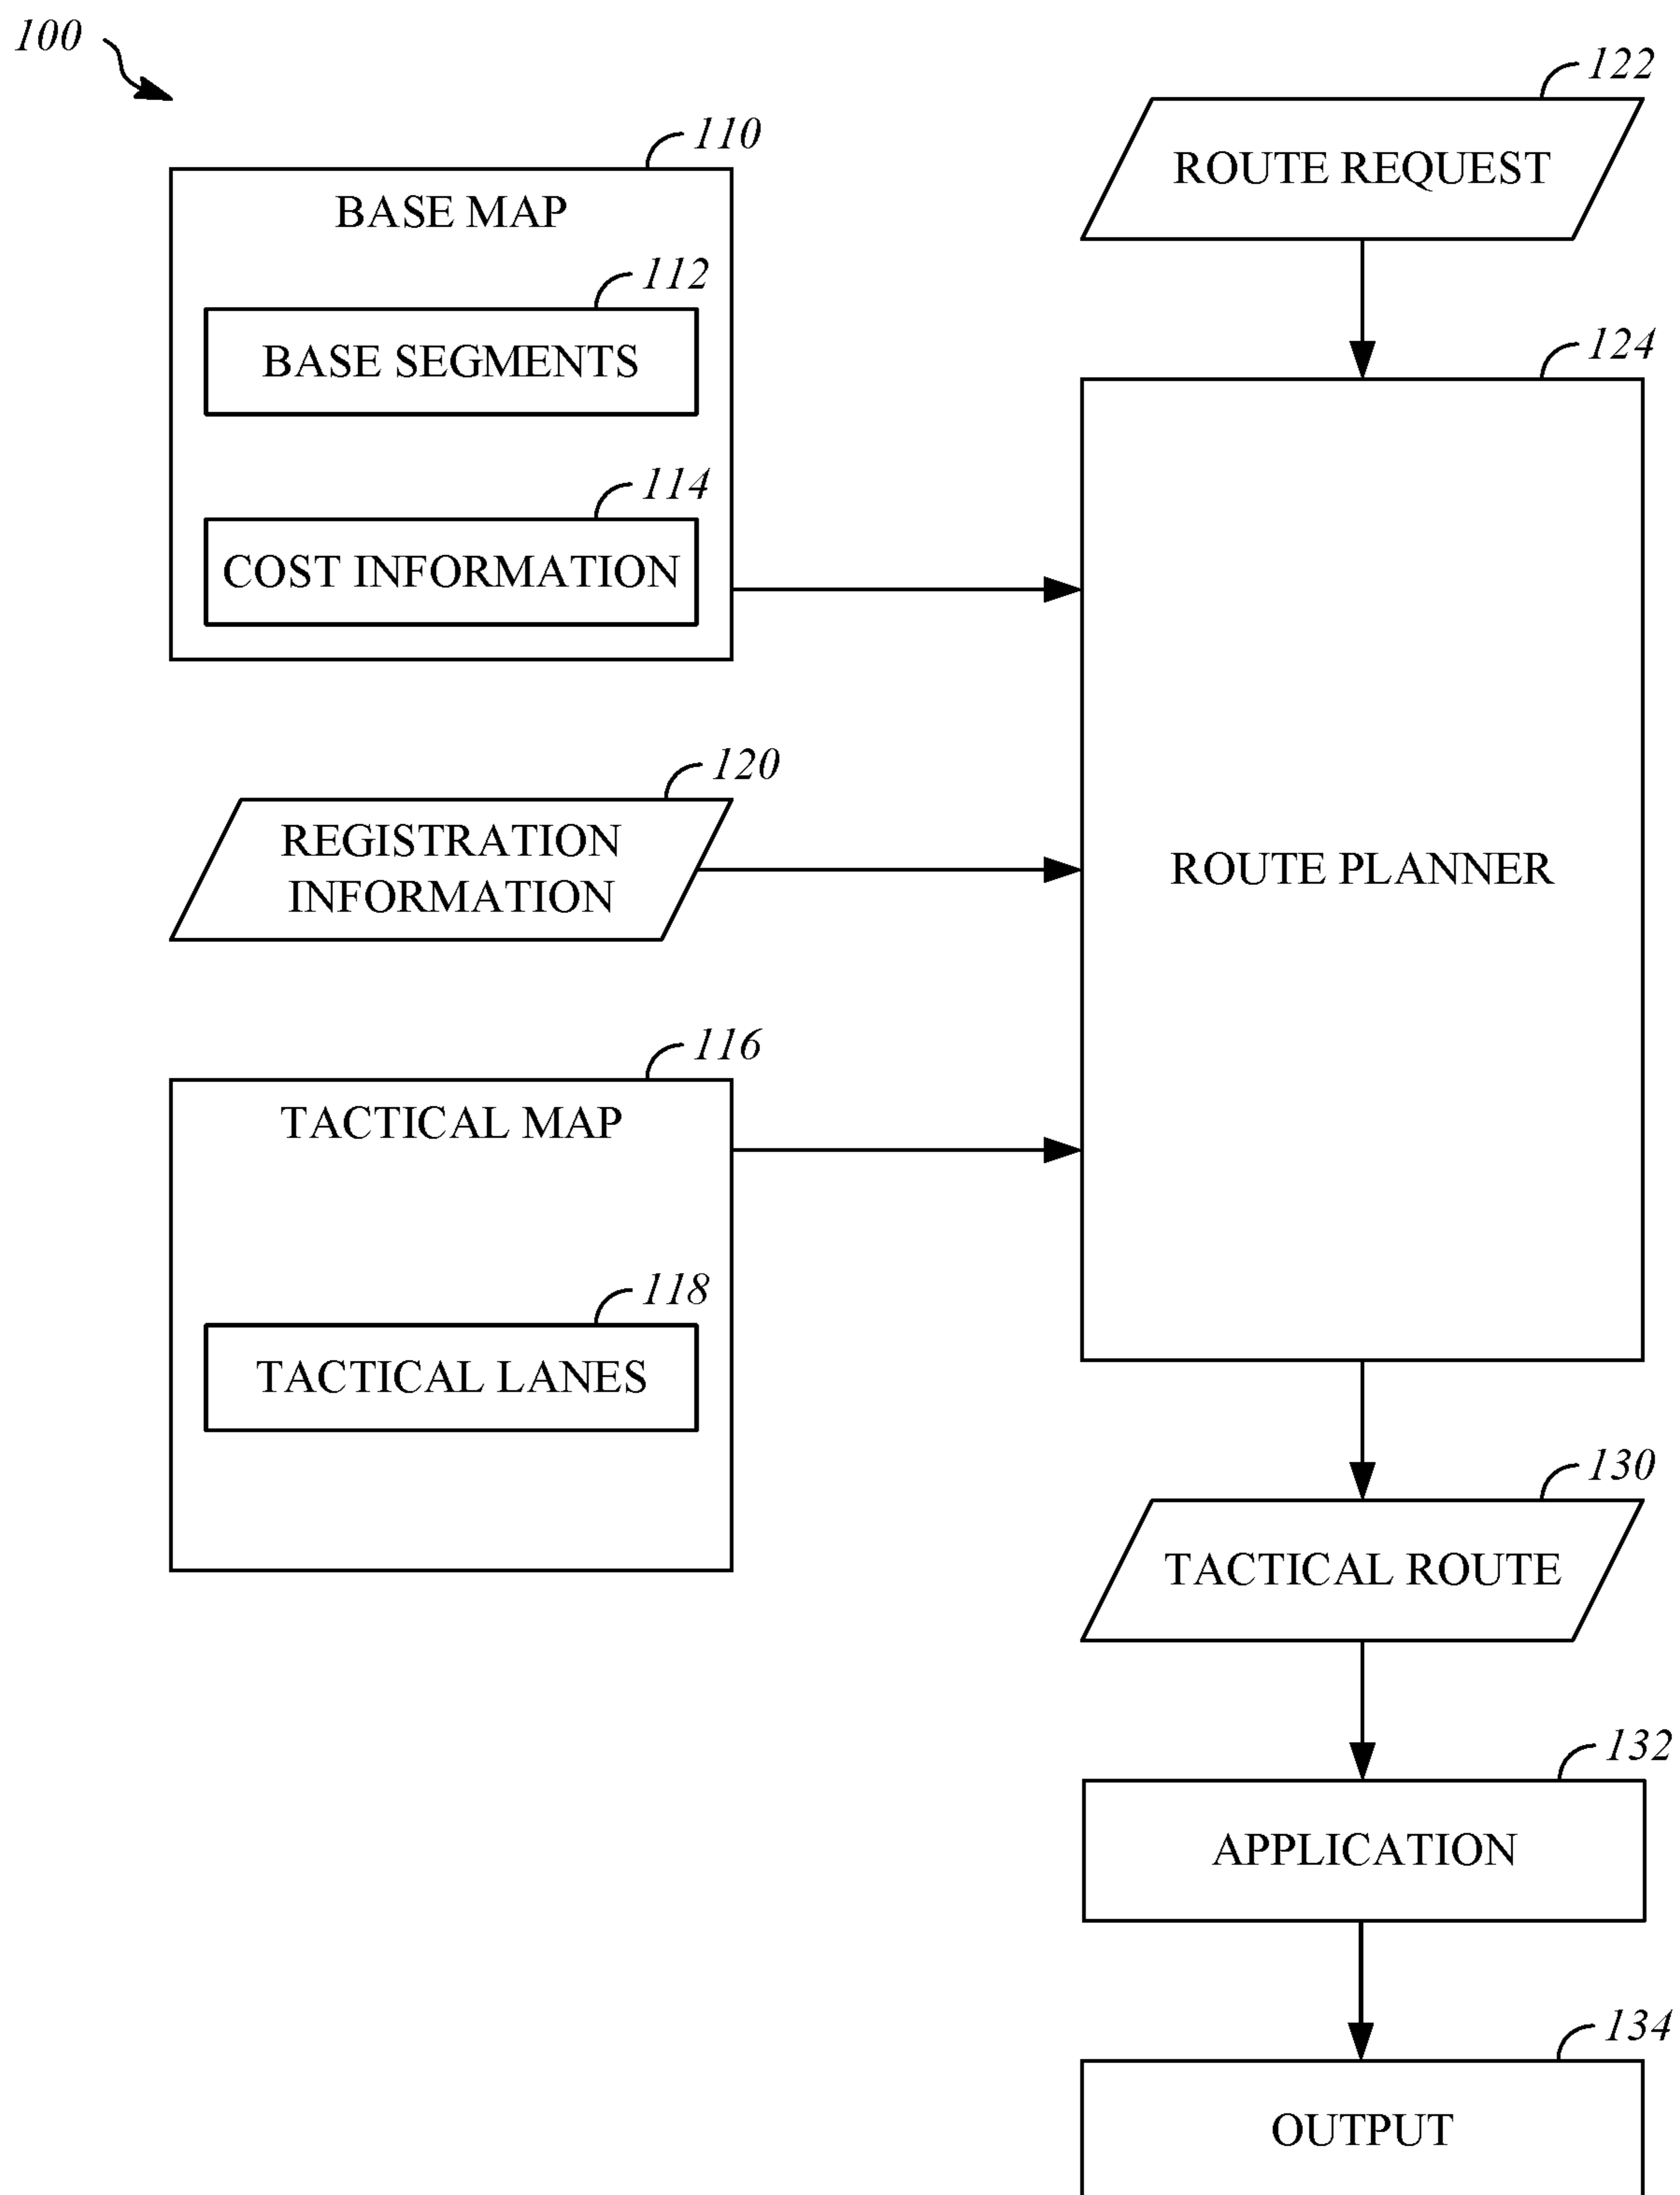 100
110
BASE MAP
112
BASE SEGMENTS
114
COST INFORMATION
120
REGISTRATION
INFORMATION
116
TACTICAL MAP
118
TACTICAL LANES
122
ROUTE REQUEST
124
ROUTE PLANNER
130
TACTICAL ROUTE
132
APPLICATION
134
OUTPUT